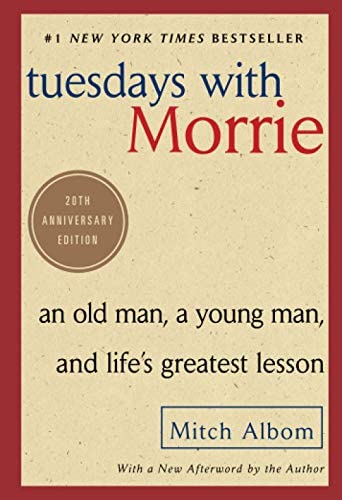 #1 NEW YORK TIMES BESTSELLER
tuesdays with
Morrie
20TH
ANNIVERSARY
EDITION
an old man, a young man,
and life's greatest lesson
Mitch Albom
With a New Afterword by the Author